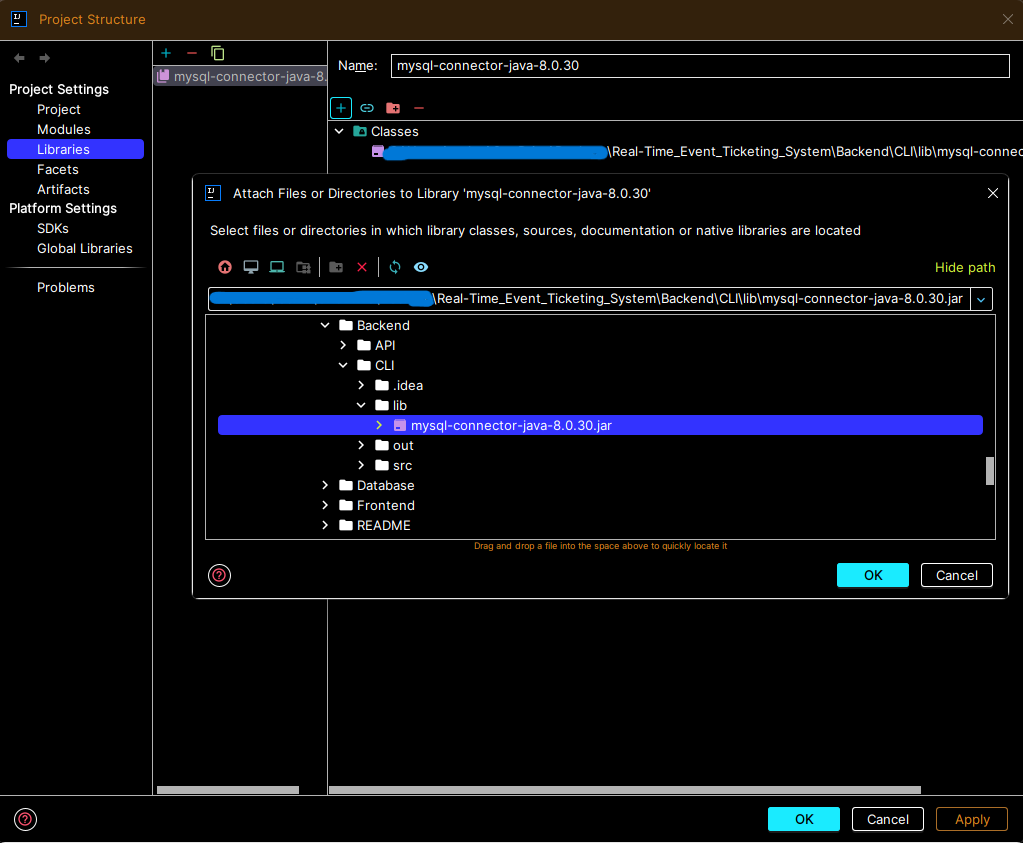 Project Structure
Project Settings
Project
Modules
Libraries
Facets
Artifacts
Platform Settings
SDKs
Global Libraries
Problems
mysql-connector-java-8.
Name: mysql-connector-java-8.0.30
Classes
\Real-Time_Event_Ticketing_System\Backend\CLI\lib\mysql-connec
Attach Files or Directories to Library 'mysql-connector-java-8.0.30'
Select files or directories in which library classes, sources, documentation or native libraries are located
Hide path
\Real-Time_Event_Ticketing_System\Backend\CLI\lib\mysql-connector-java-8.0.30.jar
Backend
API
CLI
.idea
lib
mysql-connector-java-8.0.30.jar
out
src
Database
Frontend
README
Drag and drop a file into the space above to quickly locate it
OK Cancel
OK Cancel Apply